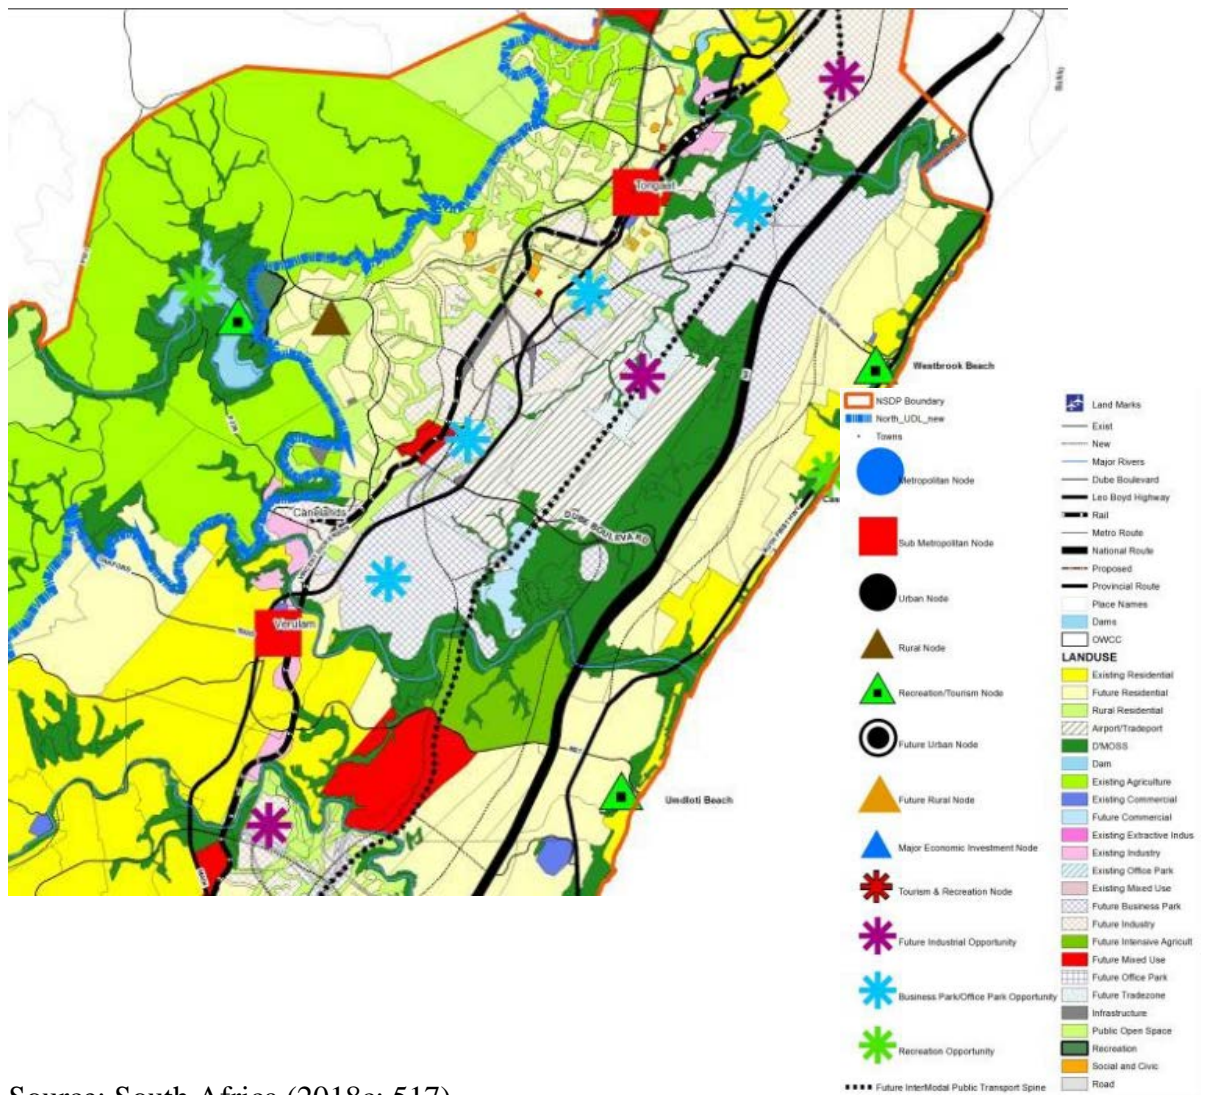 Tongaat
Westbrook Beach
Canelands
DUBE BOULEVARD
Verulam
Umdloti Beach
NSDP Boundary
North_UDL_new
Towns
Metropolitan Node
Sub Metropolitan Node
Urban Node
Rural Node
Recreation/Tourism Node
Future Urban Node
Future Rural Node
Major Economic Investment Node
Tourism & Recreation Node
Future Industrial Opportunity
Business Park/Office Park Opportunity
Recreation Opportunity
Future InterModal Public Transport Spine
Land Marks
Exist
New
Major Rivers
Dube Boulevard
Leo Boyd Highway
Rail
Metro Route
National Route
Proposed
Provincial Route
Place Names
Dams
OWCC
LANDUSE
Existing Residential
Future Residential
Rural Residential
Airport/Tradeport
D'MOSS
Dam
Existing Agriculture
Existing Commercial
Future Commercial
Existing Extractive Indus
Existing Industry
Existing Office Park
Existing Mixed Use
Future Business Park
Future Industry
Future Intensive Agricult
Future Mixed Use
Future Office Park
Future Tradezone
Infrastructure
Public Open Space
Recreation
Social and Civic
Road
Source: South Africa (2018c: 517)